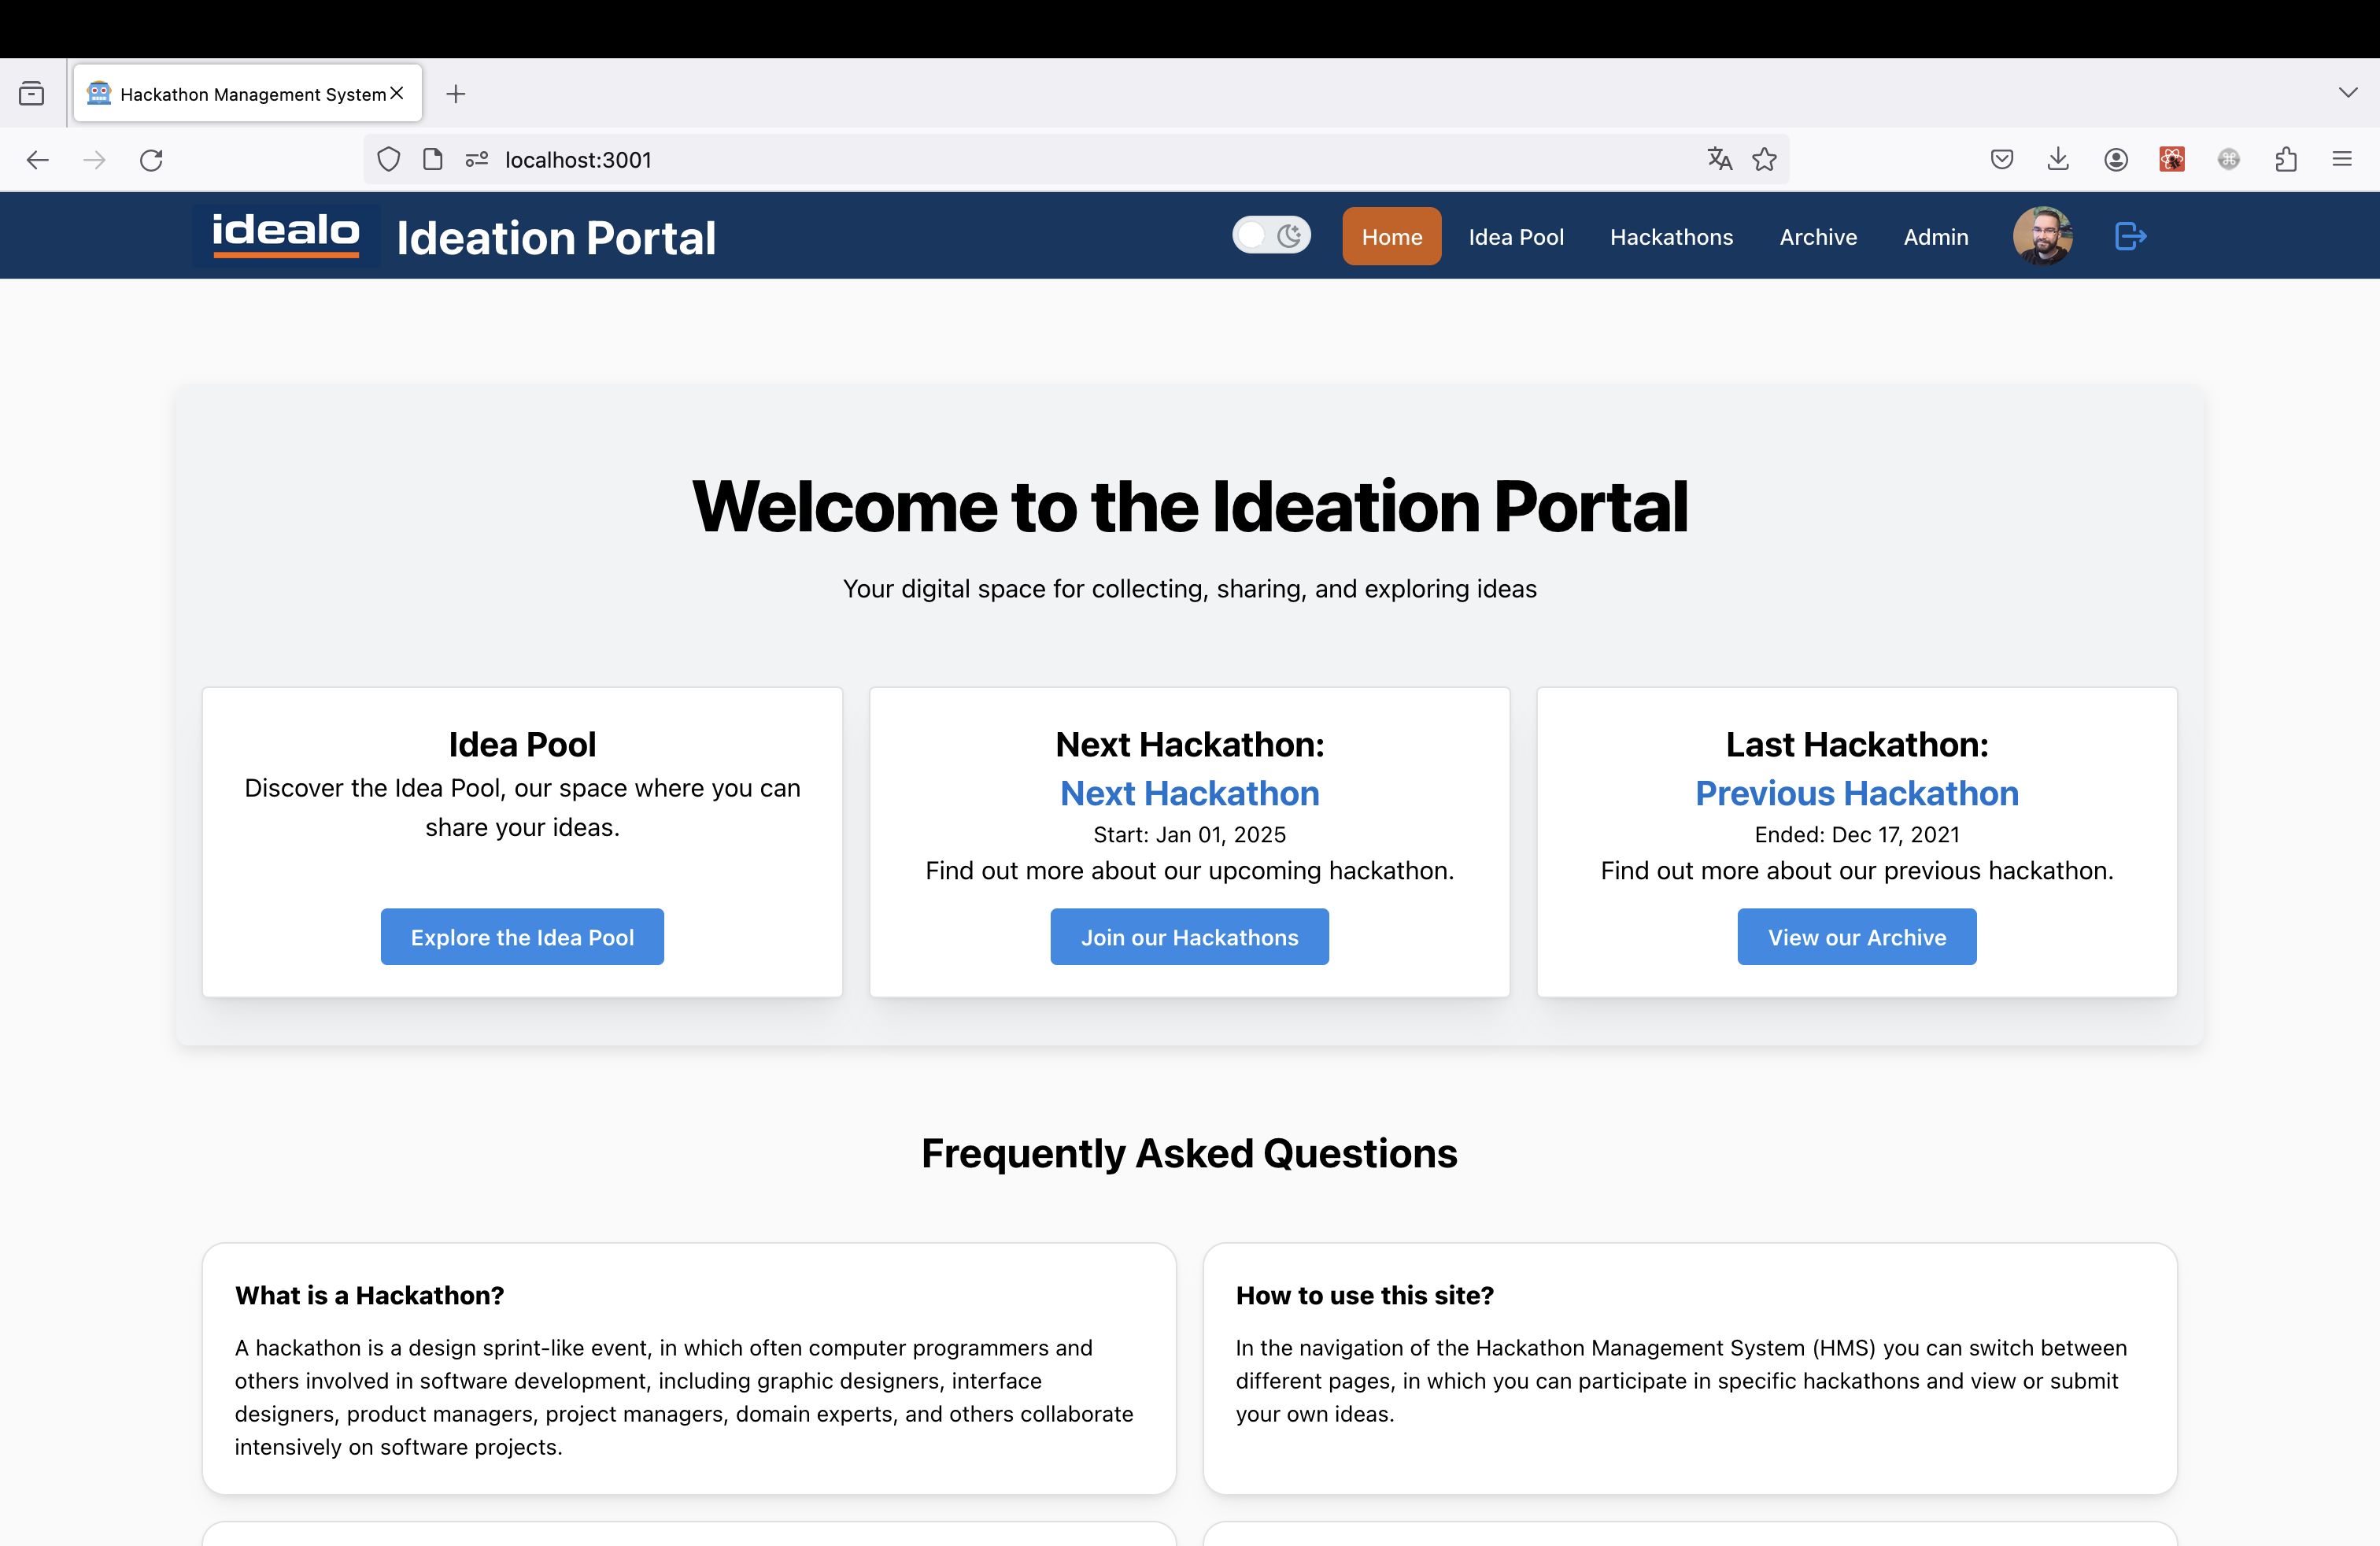 Hackathon Management System
localhost:3001
idealo
Ideation Portal
Home
Idea Pool
Hackathons
Archive
Admin
Welcome to the Ideation Portal
Your digital space for collecting, sharing, and exploring ideas
Idea Pool
Discover the Idea Pool, our space where you can
share your ideas.
Explore the Idea Pool
Next Hackathon:
Next Hackathon
Start: Jan 01, 2025
Find out more about our upcoming hackathon.
Join our Hackathons
Last Hackathon:
Previous Hackathon
Ended: Dec 17, 2021
Find out more about our previous hackathon.
View our Archive
Frequently Asked Questions
What is a Hackathon?
A hackathon is a design sprint-like event, in which often computer programmers and
others involved in software development, including graphic designers, interface
designers, product managers, project managers, domain experts, and others collaborate
intensively on software projects.
How to use this site?
In the navigation of the Hackathon Management System (HMS) you can switch between
different pages, in which you can participate in specific hackathons and view or submit
your own ideas.